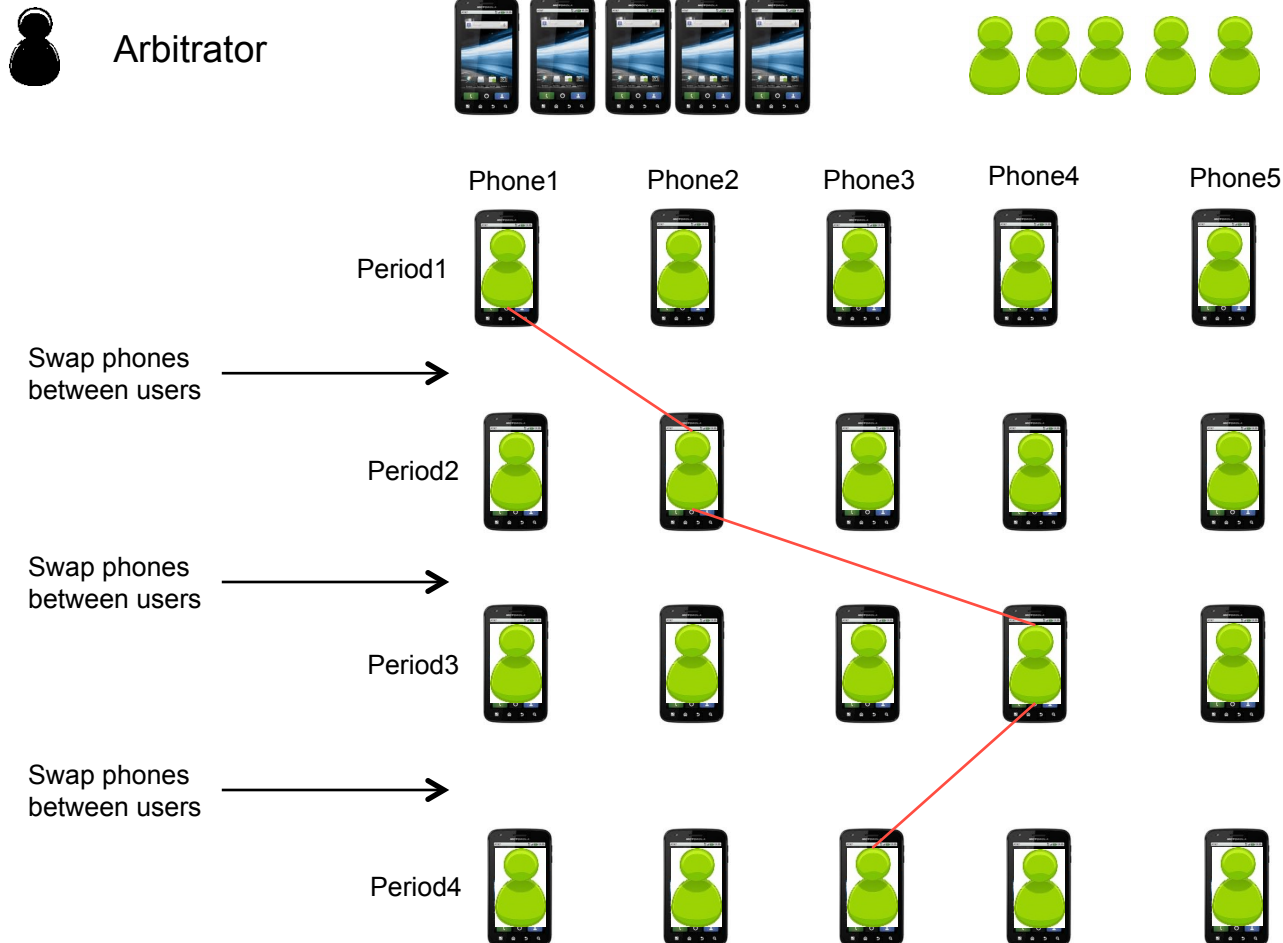 Arbitrator
Phone1 Phone2 Phone3 Phone4 Phone5
Period1
Swap phones
between users
Period2
Swap phones
between users
Period3
Swap phones
between users
Period4